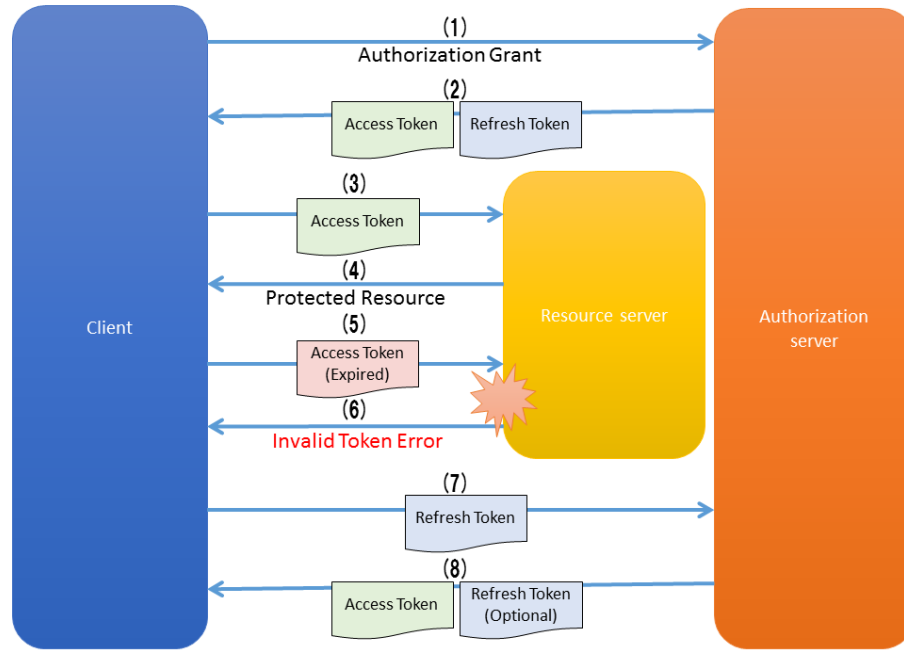 (1)
Authorization Grant
(2)
Access Token
Refresh Token
(3)
Access Token
(4)
Protected Resource
Client
Resource server
Authorization
server
(5)
Access Token
(Expired)
(6)
Invalid Token Error
(7)
Refresh Token
(8)
Access Token
Refresh Token
(Optional)